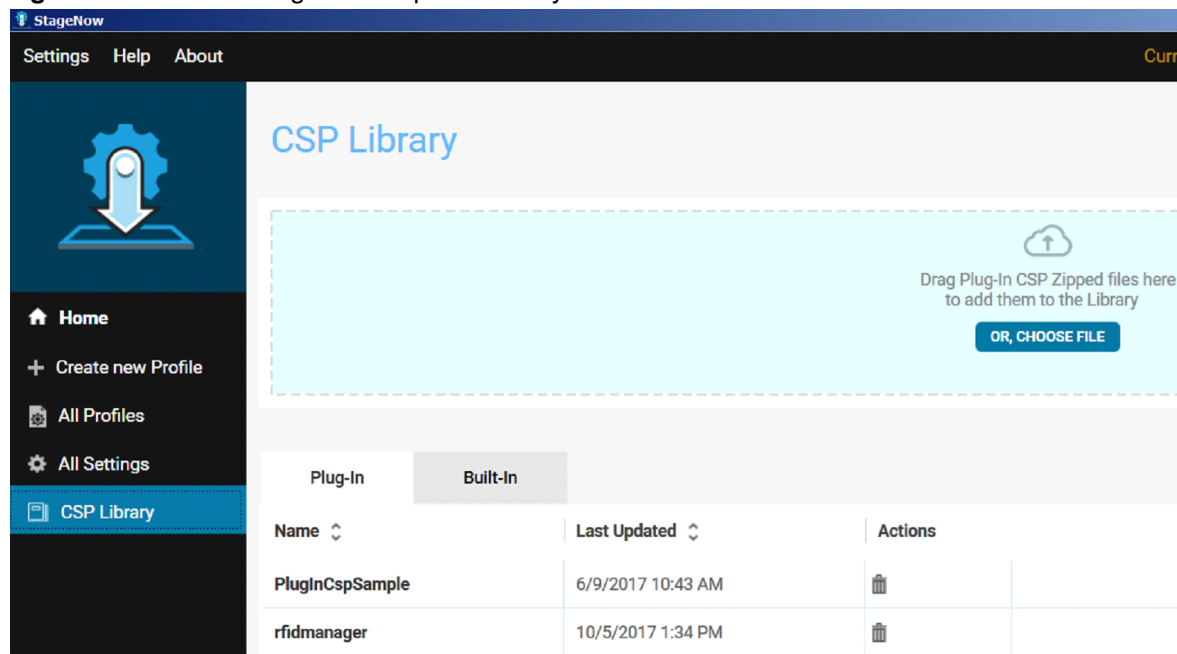 StageNow
Settings Help About
Curr
CSP Library
Drag Plug-In CSP Zipped files here
to add them to the Library
OR, CHOOSE FILE
Home
Create new Profile
All Profiles
All Settings
CSP Library
Plug-In Built-In
Name Last Updated Actions
PlugInCspSample 6/9/2017 10:43 AM
rfidmanager 10/5/2017 1:34 PM